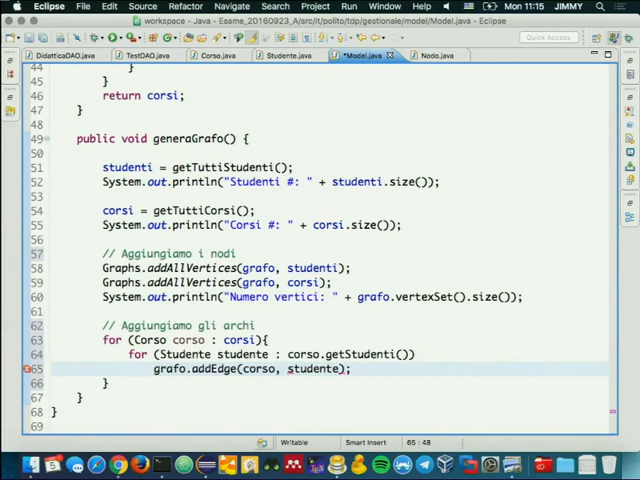 Eclipse File Edit Source Refactor Navigate Search Project Run Window Mon 11:15 JIMMY
workspace - Java - Esame_20160923_A/src/it/polito/tdp/gestionale/model/Model.java - Eclipse
Quick Access
DidatticaDAO.java TestDAO.java Corso.java Studente.java *Model.java Nodo.java
44 }
45 }
46 return corsi;
47 }
48
49 public void generaGrafo() {
50
51 studenti = getTuttiStudenti();
52 System.out.println("Studenti #: " + studenti.size());
53
54 corsi = getTuttiCorsi();
55 System.out.println("Corsi #: " + corsi.size());
56
57 // Aggiungiamo i nodi
58 Graphs.addAllVertices(grafo, studenti);
59 Graphs.addAllVertices(grafo, corsi);
60 System.out.println("Numero vertici: " + grafo.vertexSet().size());
61
62 // Aggiungiamo gli archi
63 for (Corso corso : corsi){
64 for (Studente studente : corso.getStudenti())
65 grafo.addEdge(corso, studente);
66 }
67 }
68 }
69
Writable Smart Insert 65 : 48